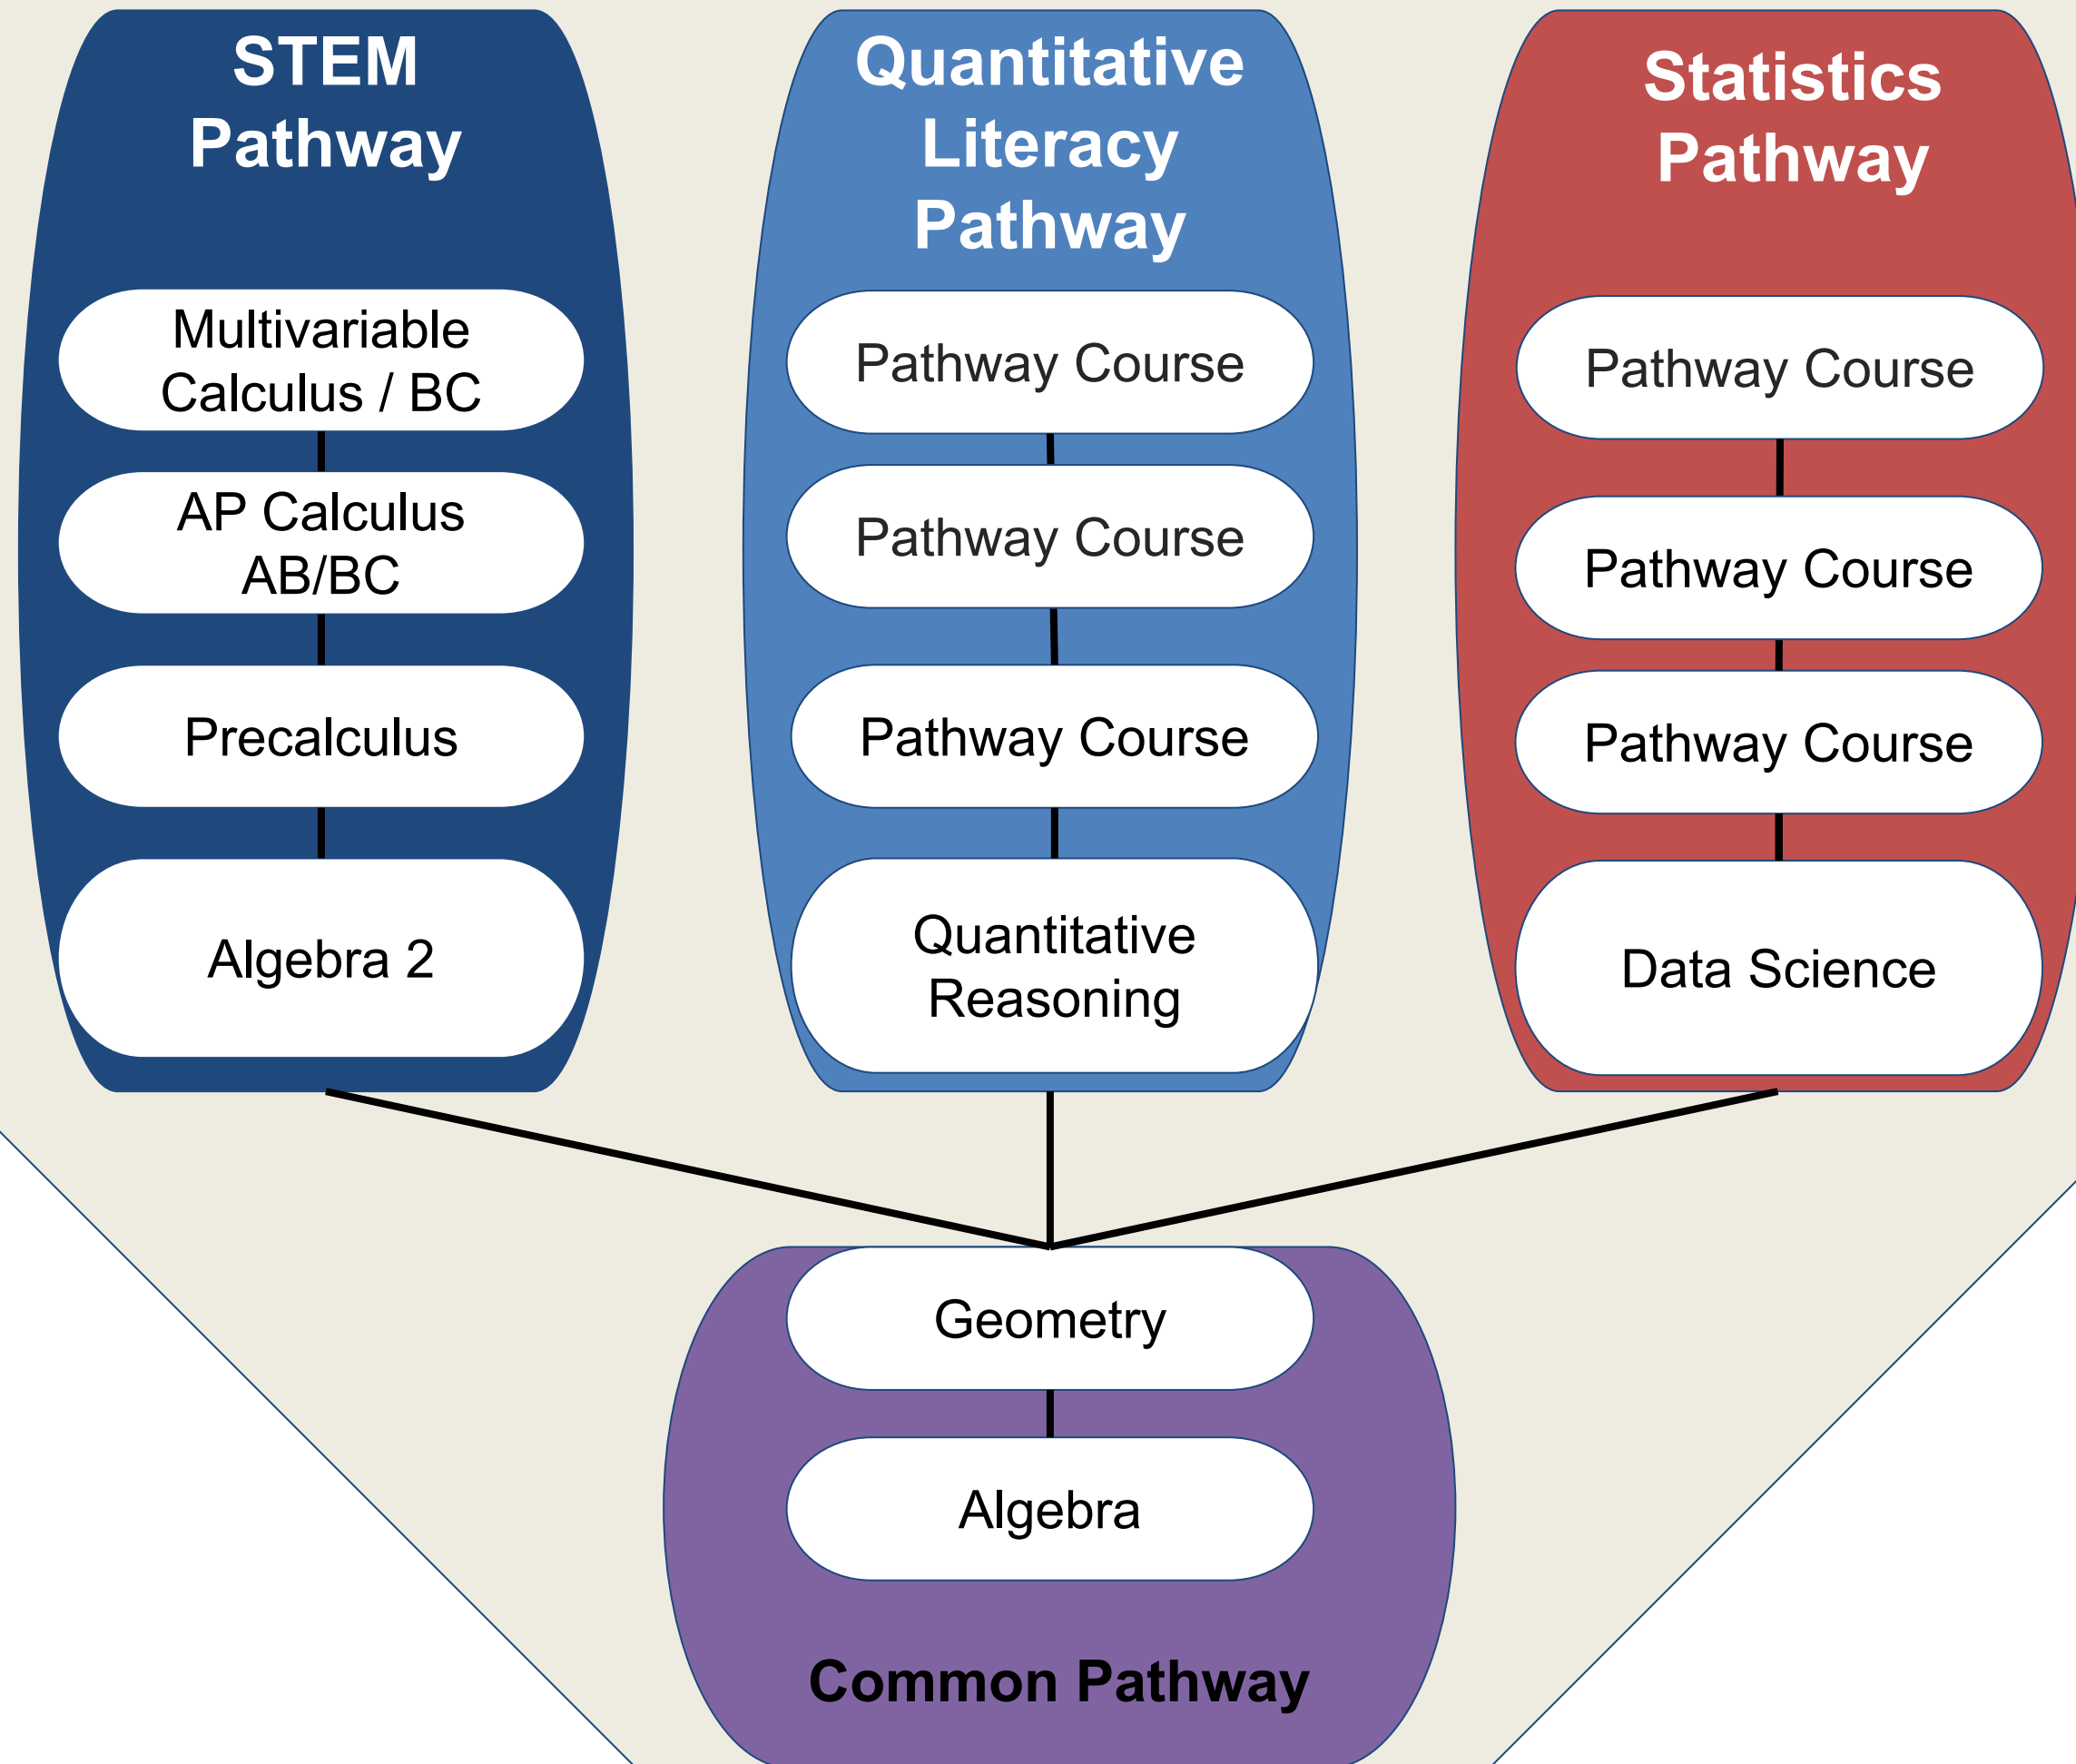 STEM
Pathway
Multivariable
Calculus / BC
AP Calculus
AB/BC
Precalculus
Algebra 2
Quantitative
Literacy
Pathway
Pathway Course
Pathway Course
Pathway Course
Quantitative
Reasoning
Statistics
Pathway
Pathway Course
Pathway Course
Pathway Course
Data Science
Geometry
Algebra
Common Pathway